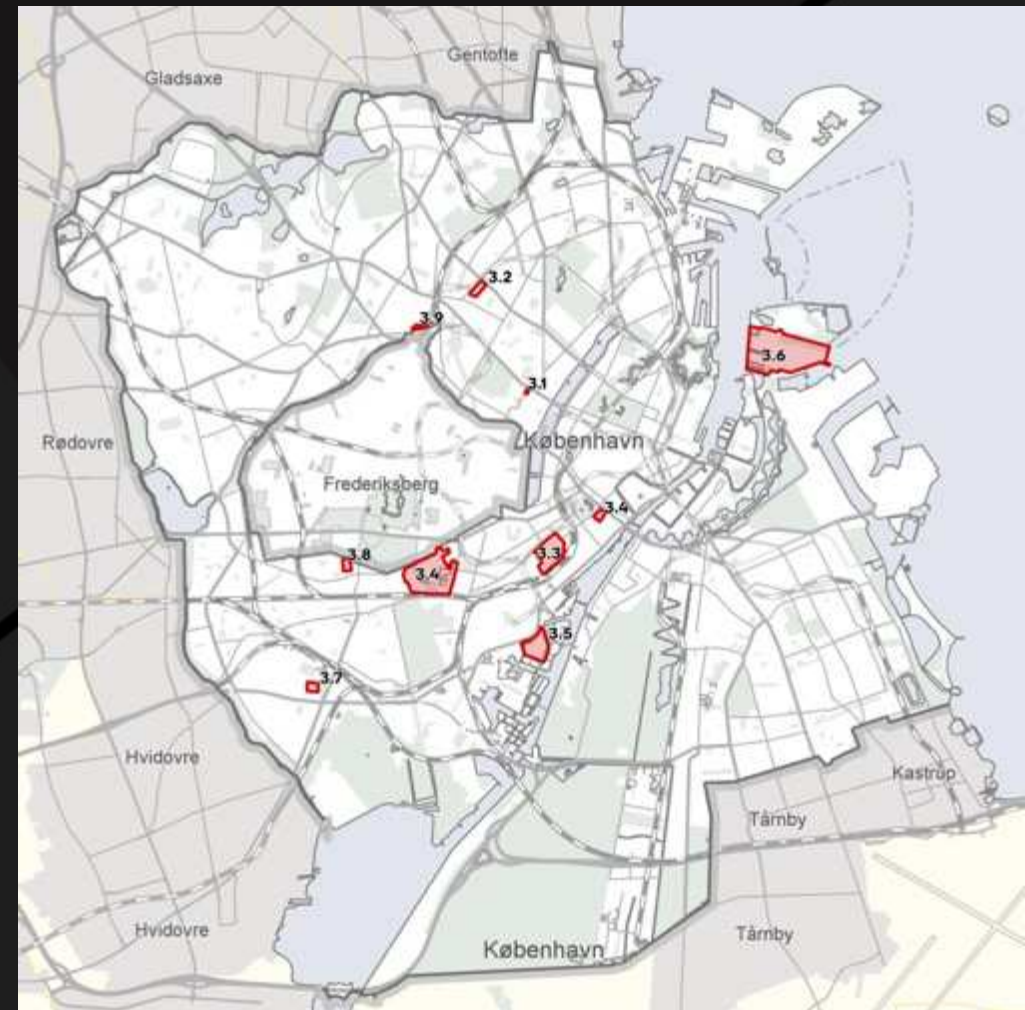 Gentofte
Gladsaxe
3.2
3.9
3.6
3.1
Rødovre
København
Frederiksberg
3.4
3.3
3.8
3.4
3.5
3.7
Hvidovre
Kastrup
Tårnby
Hvidovre
Tårnby
København